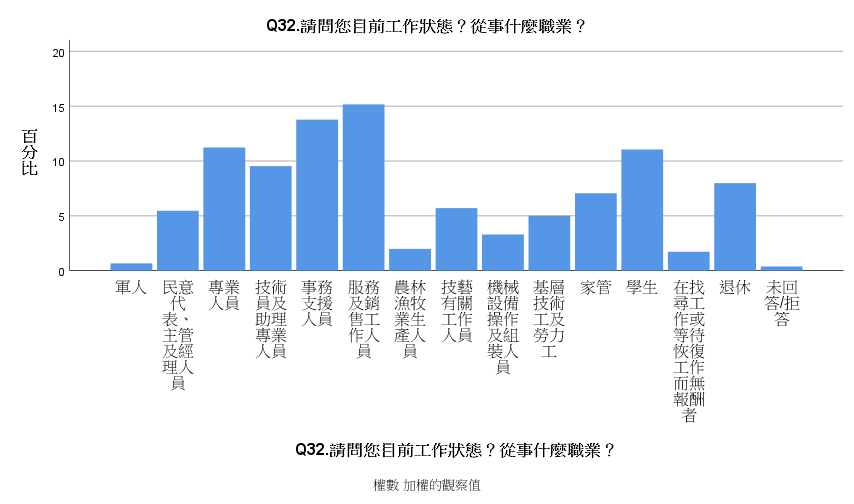 Q32.請問您目前工作狀態？從事什麼職業？
百分比
20
15
10
5
0
軍人
民意
代
表、
主管
及經
理人
員
專業
人員
技術
員及
助理
專業
人員
事務
支援
人員
服務
及銷
售工
作人
員
農林
漁牧
業生
產人
員
技藝
有關
工作
人員
機械
設備
操作
及組
裝人
員
基層
技術
工及
勞力
工
家管
學生
在找
尋工
作或
等待
恢復
工作
而無
報酬
者
退休
未回
答/拒
答
Q32.請問您目前工作狀態？從事什麼職業？
權數 加權的觀察值